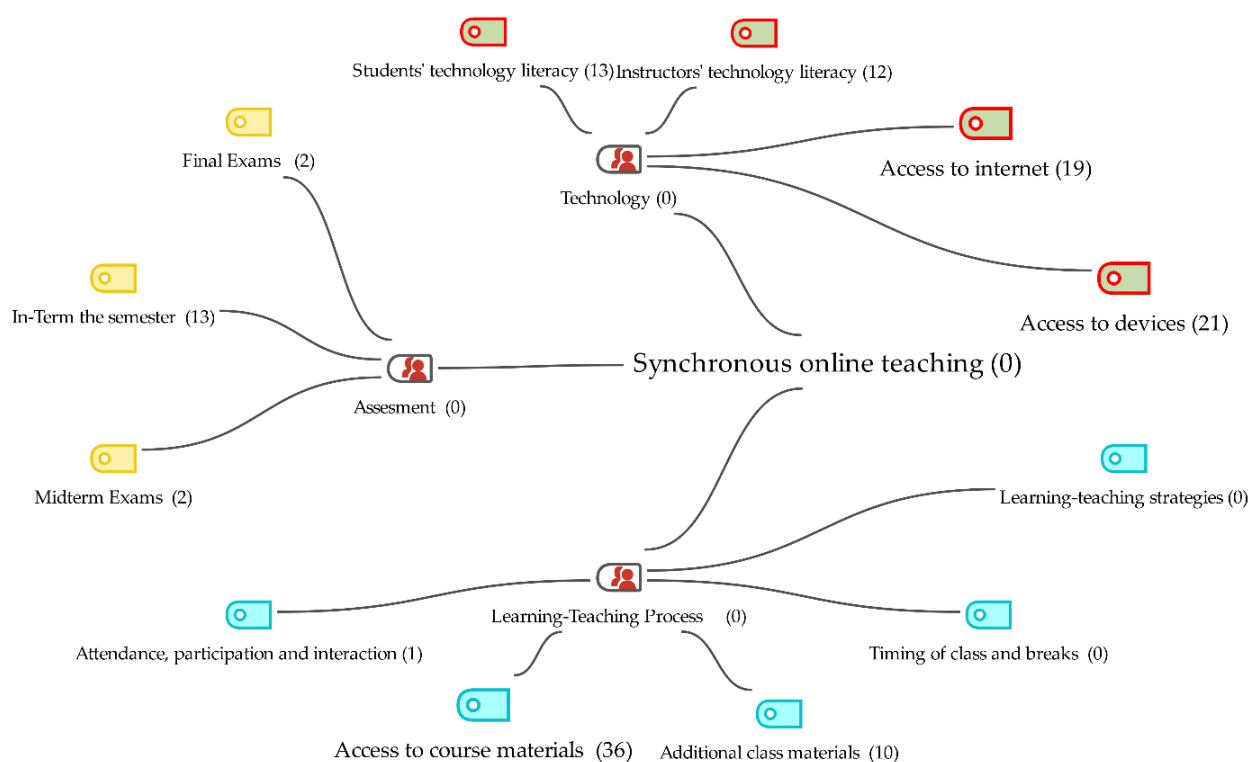 Students' technology literacy (13)
Instructors' technology literacy (12)
Final Exams (2)
Access to internet (19)
Technology (0)
In-Term the semester (13)
Access to devices (21)
Synchronous online teaching (0)
Assesment (0)
Midterm Exams (2)
Learning-teaching strategies (0)
Learning-Teaching Process (0)
Attendance, participation and interaction (1)
Timing of class and breaks (0)
Access to course materials (36)
Additional class materials (10)